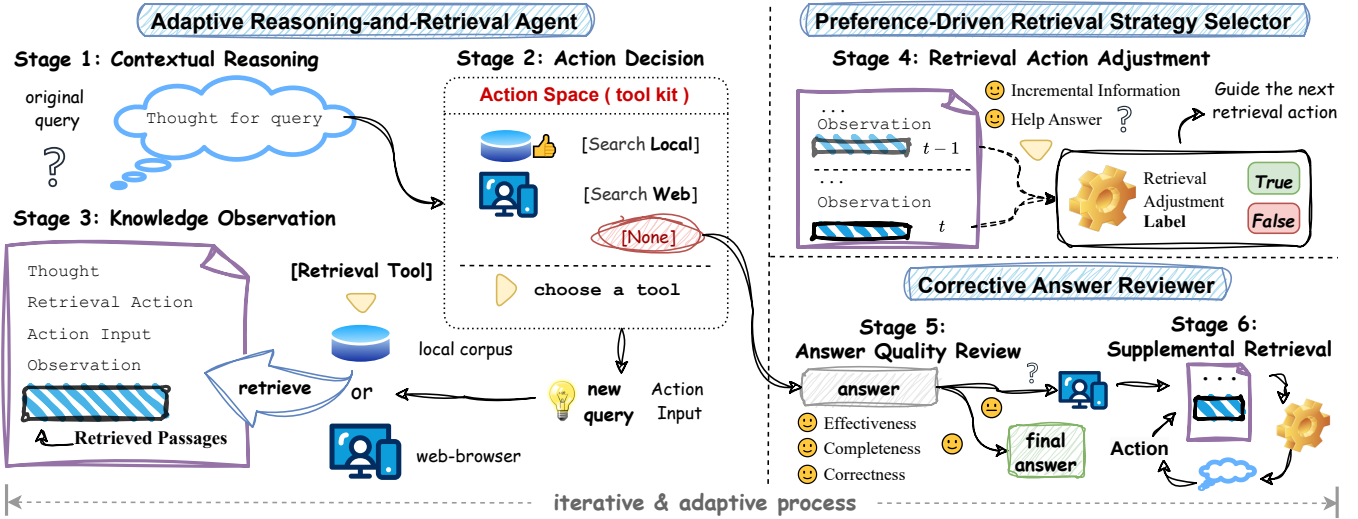 Adaptive Reasoning-and-Retrieval Agent
Stage 1: Contextual Reasoning
original
query
?
Thought for query
Stage 2: Action Decision
Action Space ( tool kit )
[Search Local]
[Search Web]
[None]
choose a tool
Stage 3: Knowledge Observation
Thought
Retrieval Action
Action Input
Observation
Retrieved Passages
[Retrieval Tool]
local corpus
retrieve
or
web-browser
new
query
Action
Input
Preference-Driven Retrieval Strategy Selector
Stage 4: Retrieval Action Adjustment
...
Observation
t − 1
...
Observation
t
Incremental Information
Help Answer
?
Guide the next
retrieval action
Retrieval
Adjustment
Label
True
False
Corrective Answer Reviewer
Stage 5:
Answer Quality Review
answer
Effectiveness
Completeness
Correctness
?
final
answer
Stage 6:
Supplemental Retrieval
...
Action
iterative & adaptive process